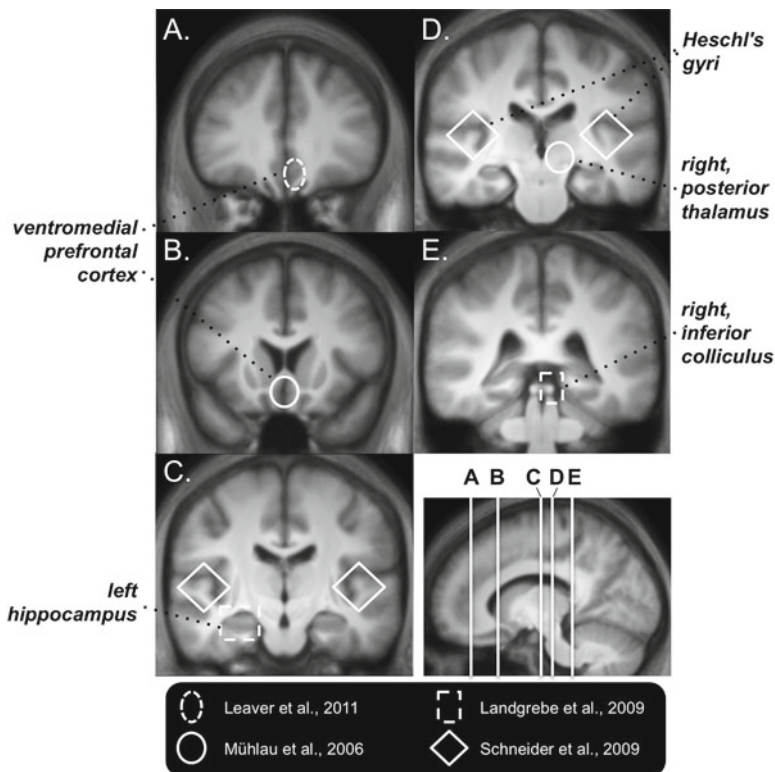 A.
D.
Heschl's
gyri
right,
posterior
thalamus
ventromedial
prefrontal
cortex
B.
E.
right,
inferior
colliculus
C.
A B C D E
left
hippocampus
Leaver et al., 2011
Landgrebe et al., 2009
Mühlau et al., 2006
Schneider et al., 2009